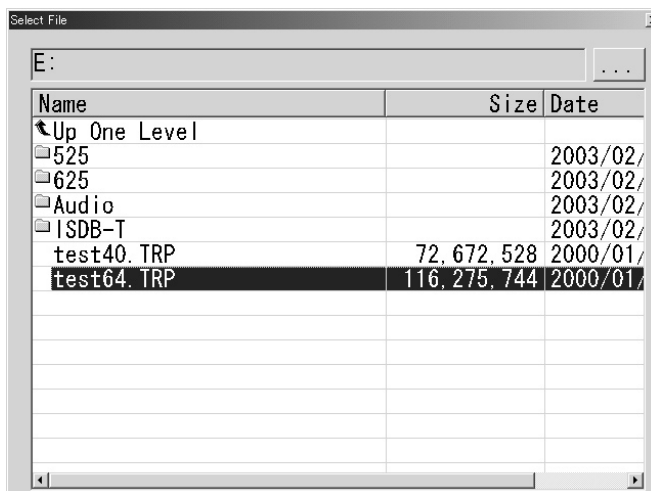 Select File
E:
...
Name Size Date
Up One Level
525 2003/02/
625 2003/02/
Audio 2003/02/
ISDB-T 2003/02/
test40.TRP 72,672,528 2000/01/
test64.TRP 116,275,744 2000/01/